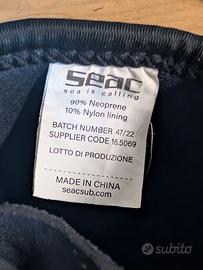 seac
sea is calling
90% Neoprene
10% Nylon lining
BATCH NUMBER 47/22
SUPPLIER CODE 16.5069
LOTTO DI PRODUZIONE
MADE IN CHINA
seacsub.com
subito